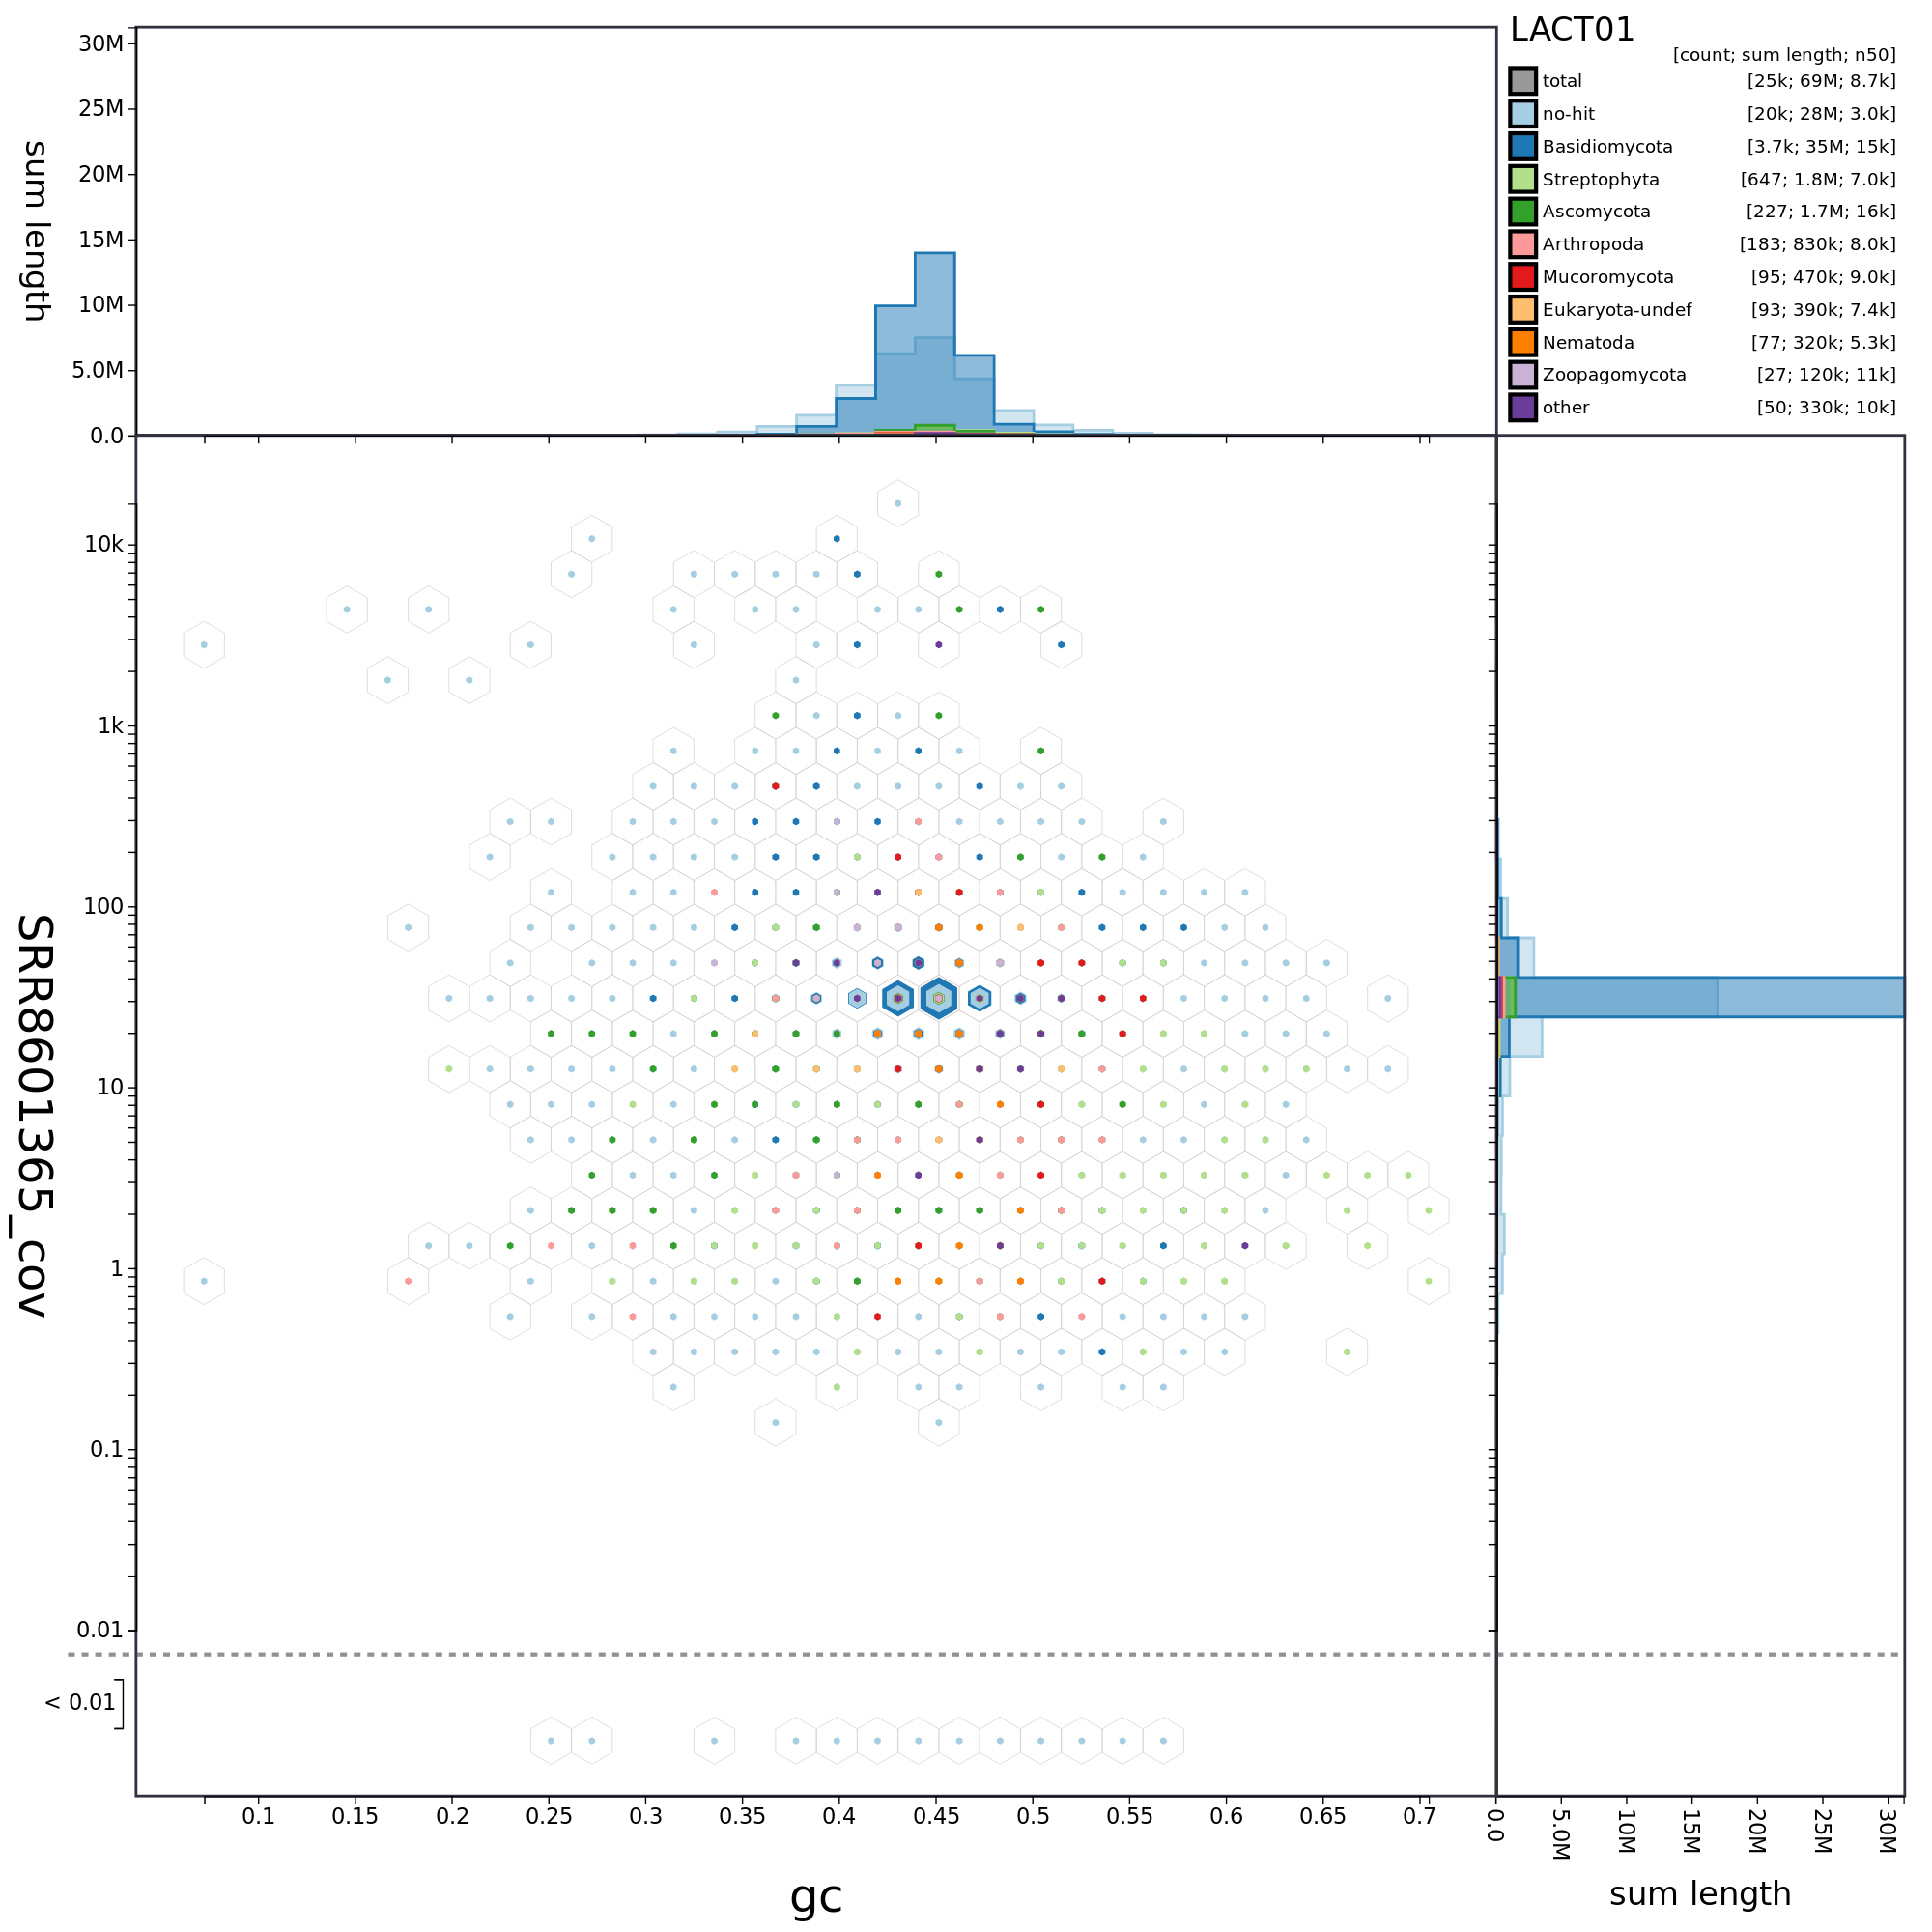 LACT01
[count; sum length; n50]
total [25k; 69M; 8.7k]
no-hit [20k; 28M; 3.0k]
Basidiomycota [3.7k; 35M; 15k]
Streptophyta [647; 1.8M; 7.0k]
Ascomycota [227; 1.7M; 16k]
Arthropoda [183; 830k; 8.0k]
Mucoromycota [95; 470k; 9.0k]
Eukaryota-undef [93; 390k; 7.4k]
Nematoda [77; 320k; 5.3k]
Zoopagomycota [27; 120k; 11k]
other [50; 330k; 10k]
30M
25M
20M
15M
10M
5.0M
0.0
sum length
10k
1k
100
10
1
0.1
0.01
< 0.01
SRR8601365_cov
0.1 0.15 0.2 0.25 0.3 0.35 0.4 0.45 0.5 0.55 0.6 0.65 0.7
gc
0.0 5.0M 10M 15M 20M 25M 30M
sum length